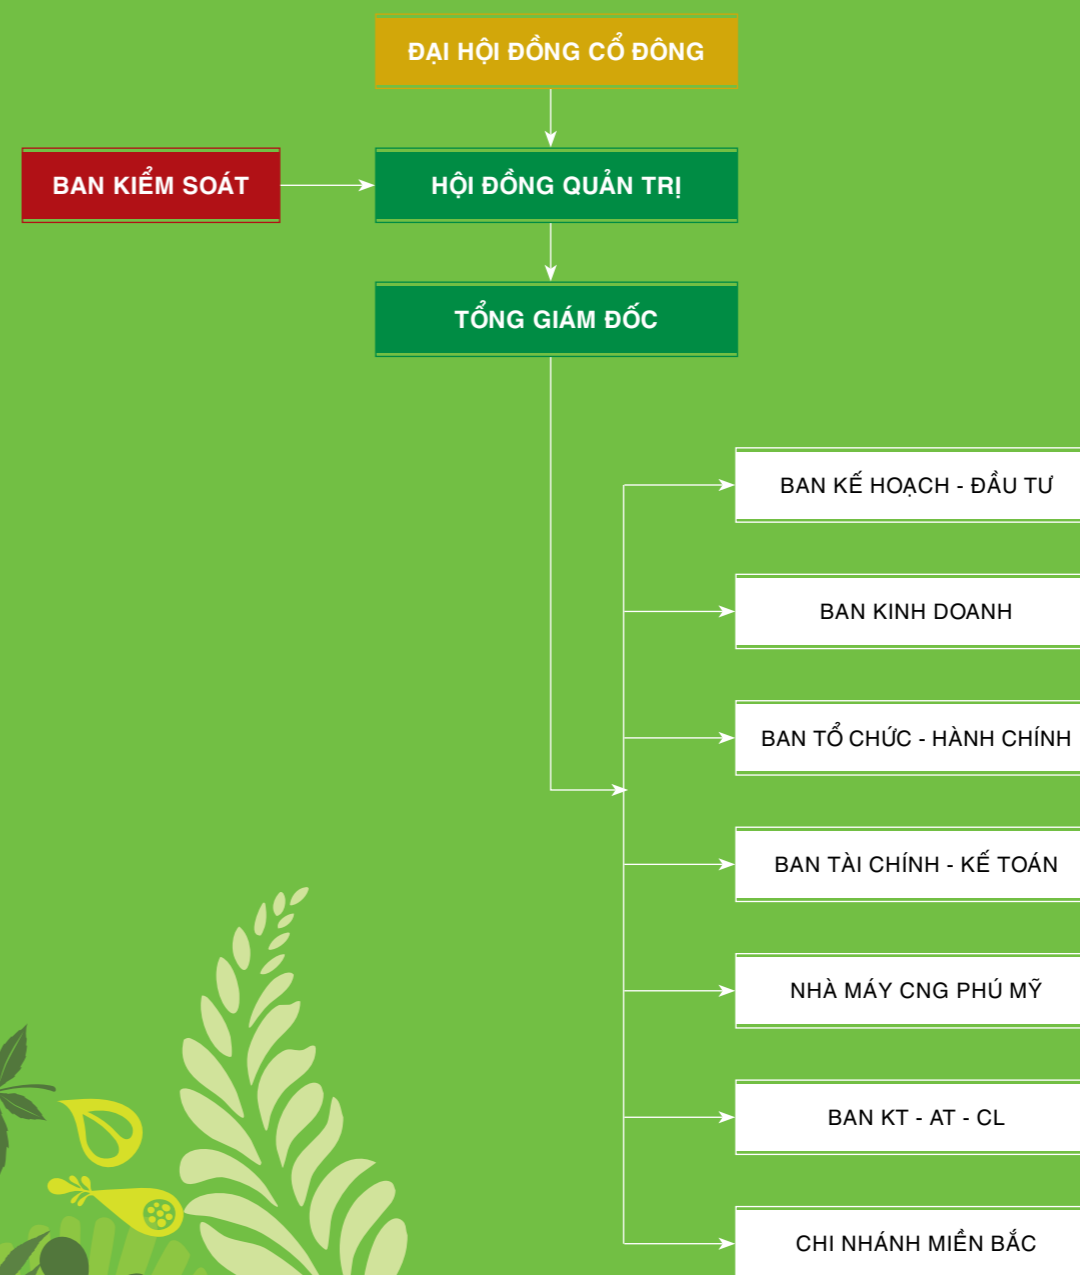 ĐẠI HỘI ĐỒNG CỔ ĐÔNG
BAN KIỂM SOÁT
HỘI ĐỒNG QUẢN TRỊ
TỔNG GIÁM ĐỐC
BAN KẾ HOẠCH - ĐẦU TƯ
BAN KINH DOANH
BAN TỔ CHỨC - HÀNH CHÍNH
BAN TÀI CHÍNH - KẾ TOÁN
NHÀ MÁY CNG PHÚ MỸ
BAN KT - AT - CL
CHI NHÁNH MIỀN BẮC